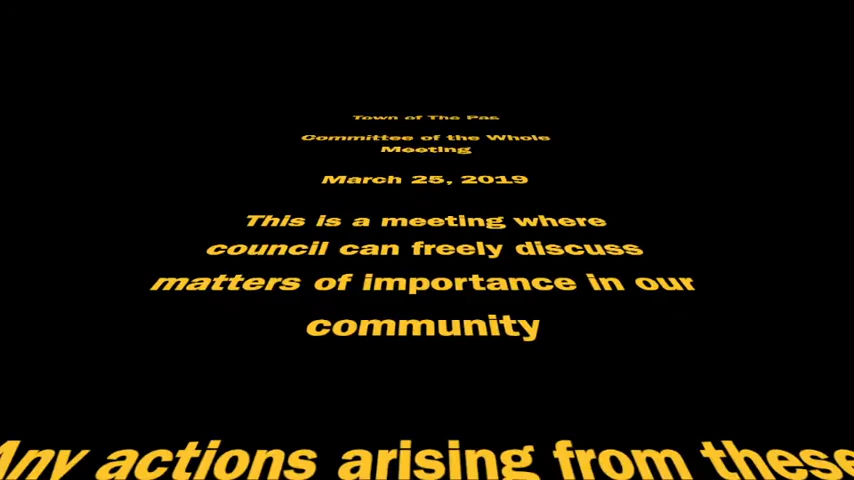 Town of The Pas
Committee of the Whole
Meeting
March 25, 2019
This is a meeting where
council can freely discuss
matters of importance in our
community
Any actions arising from these